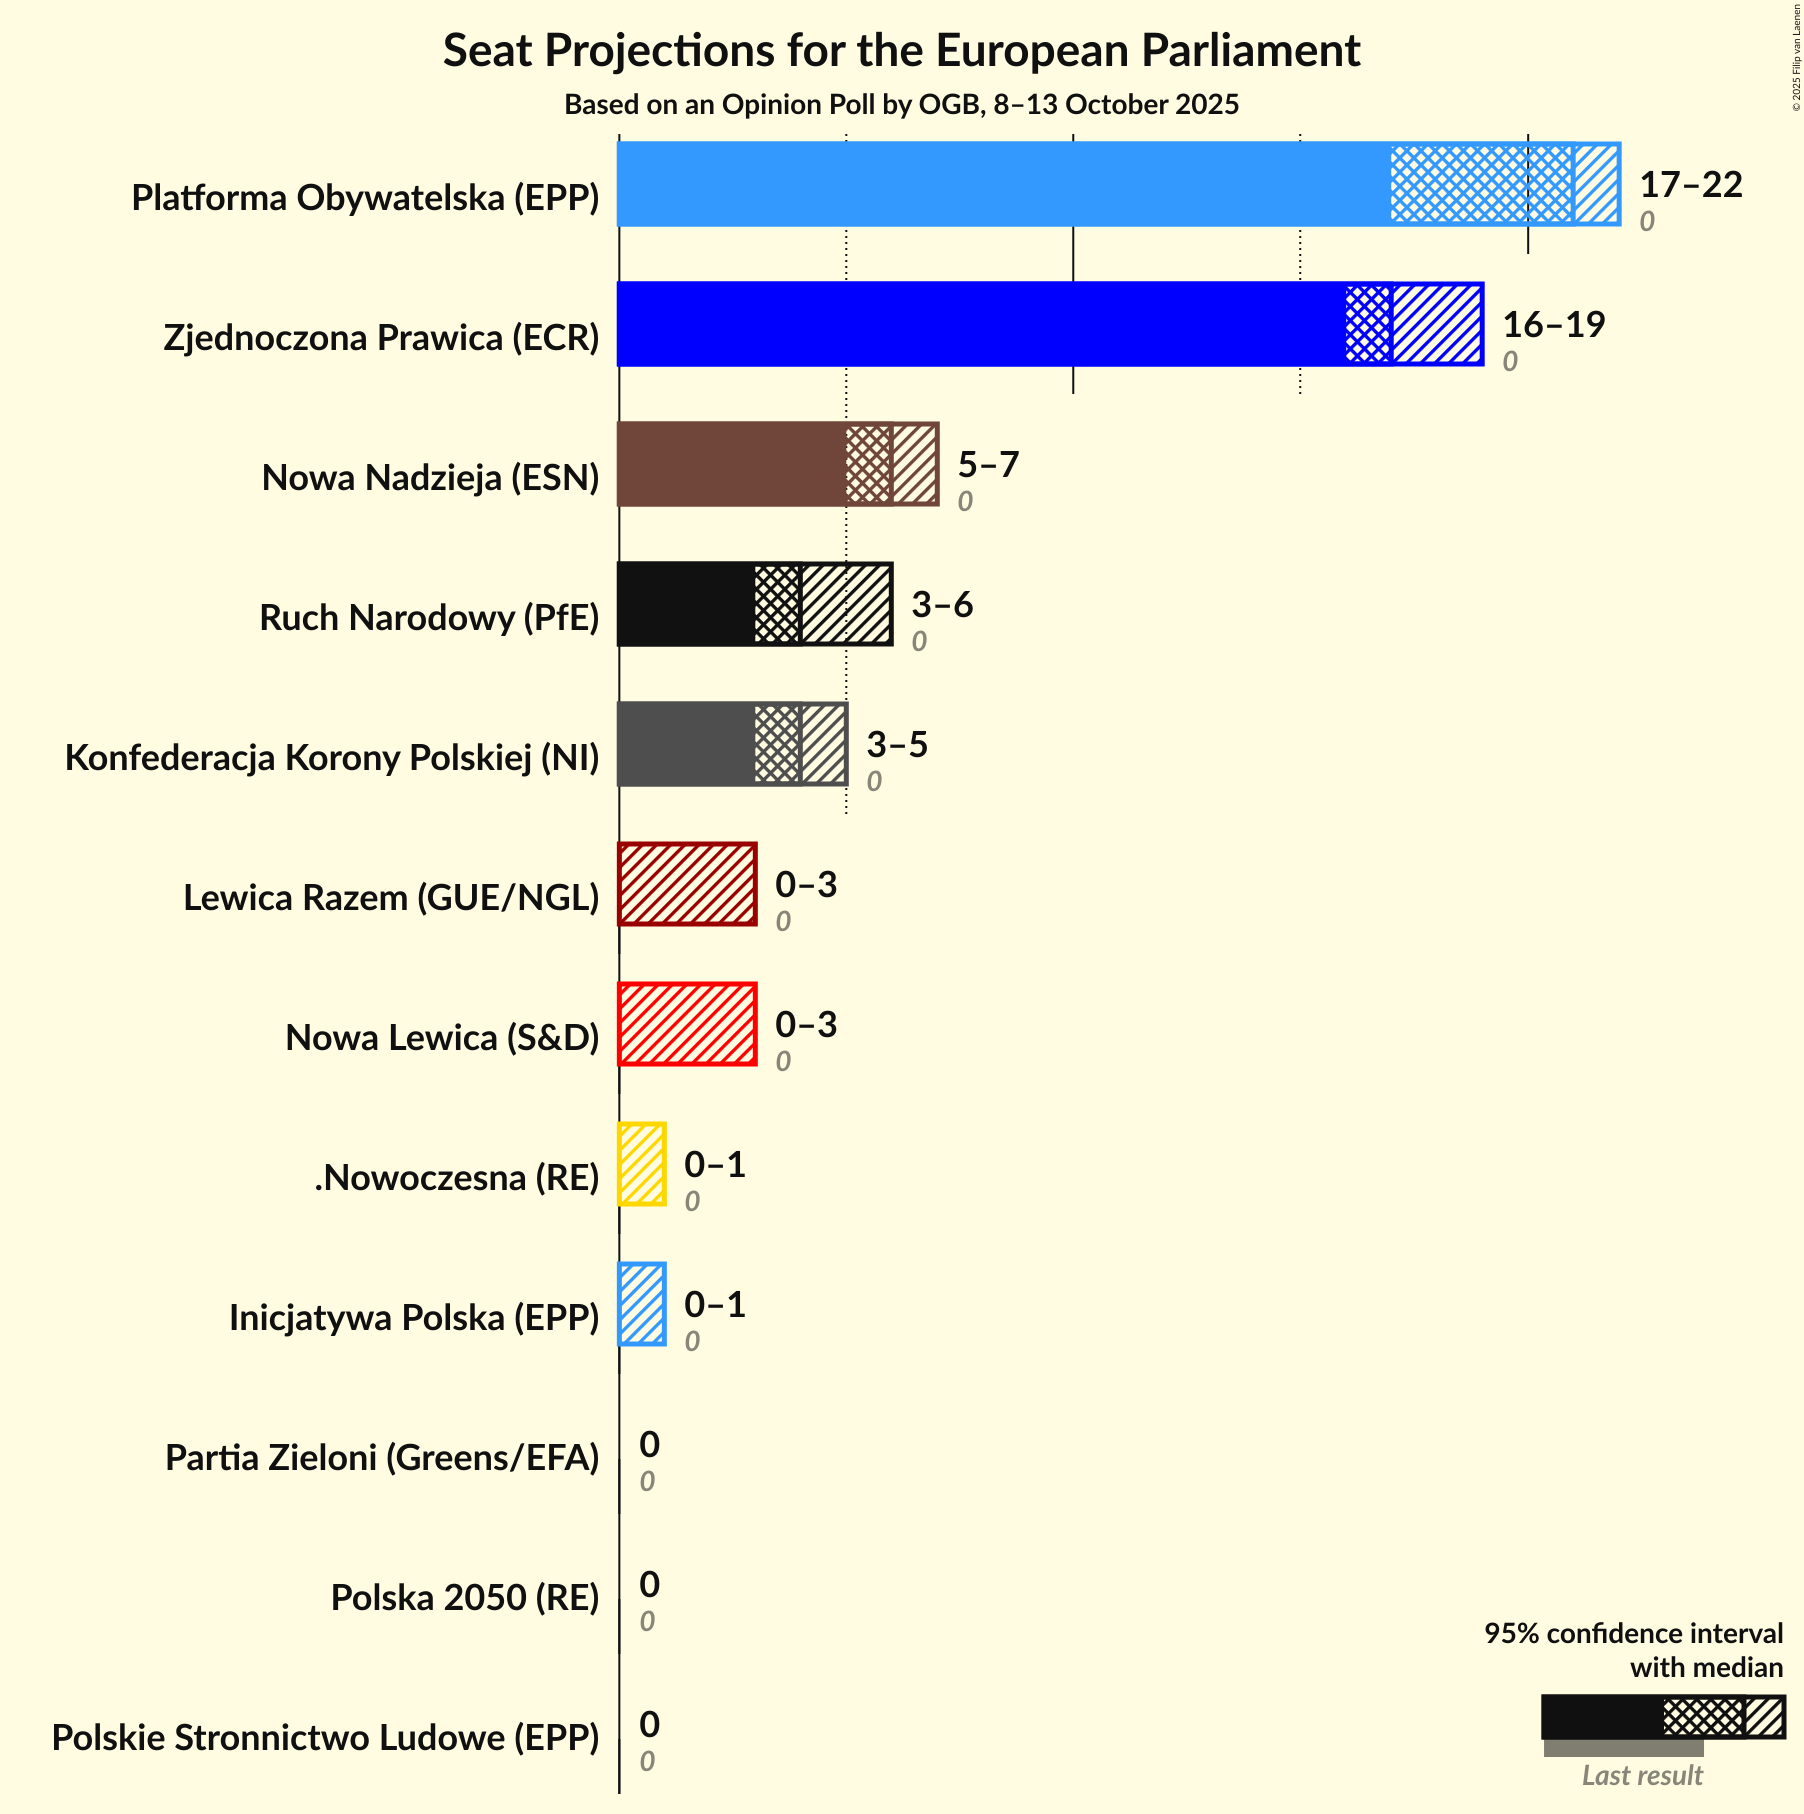 Seat Projections for the European Parliament
Based on an Opinion Poll by OGB, 8–13 October 2025
© 2025 Filip van Laenen
Platforma Obywatelska (EPP)
17–22
0
Zjednoczona Prawica (ECR)
16–19
0
Nowa Nadzieja (ESN)
5–7
0
Ruch Narodowy (PfE)
3–6
0
Konfederacja Korony Polskiej (NI)
3–5
0
Lewica Razem (GUE/NGL)
0–3
0
Nowa Lewica (S&D)
0–3
0
.Nowoczesna (RE)
0–1
0
Inicjatywa Polska (EPP)
0–1
0
Partia Zieloni (Greens/EFA)
0
0
Polska 2050 (RE)
0
0
Polskie Stronnictwo Ludowe (EPP)
0
0
95% confidence interval
with median
Last result